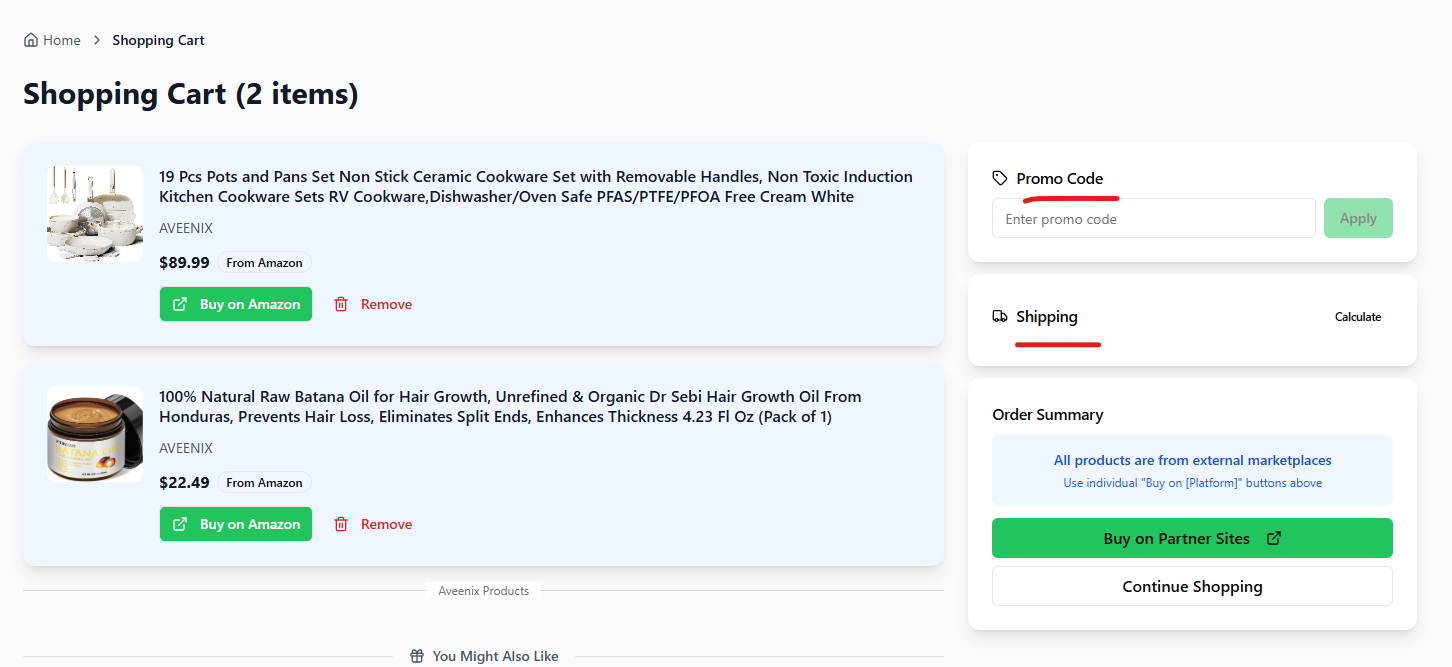 Home > Shopping Cart
Shopping Cart (2 items)
19 Pcs Pots and Pans Set Non Stick Ceramic Cookware Set with Removable Handles, Non Toxic Induction
Kitchen Cookware Sets RV Cookware,Dishwasher/Oven Safe PFAS/PTFE/PFOA Free Cream White
AVEENIX
$89.99 From Amazon
Buy on Amazon Remove
100% Natural Raw Batana Oil for Hair Growth, Unrefined & Organic Dr Sebi Hair Growth Oil From
Honduras, Prevents Hair Loss, Eliminates Split Ends, Enhances Thickness 4.23 Fl Oz (Pack of 1)
BATANA OIL
AVEENIX
$22.49 From Amazon
Buy on Amazon Remove
Aveenix Products
You Might Also Like
Promo Code
Enter promo code Apply
Shipping Calculate
Order Summary
All products are from external marketplaces
Use individual "Buy on [Platform]" buttons above
Buy on Partner Sites
Continue Shopping